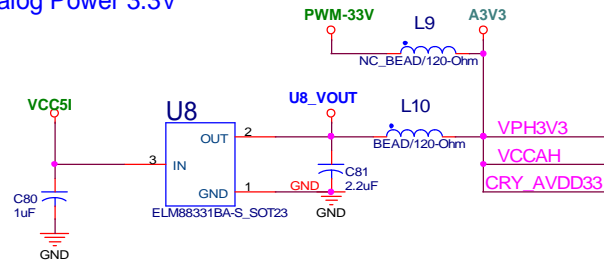 Power 3.3V
PWM-33V
L9
A3V3
NC_BEAD/120-Ohm
VCC5I
U8
U8_VOUT
L10
OUT
2
VPH3V3
3
IN
BEAD/120-Ohm
VCCAH
C80
1uF
GND
1
GND
C81
2.2uF
CRY_AVDD33
ELM88331BA-S_SOT23
GND
GND